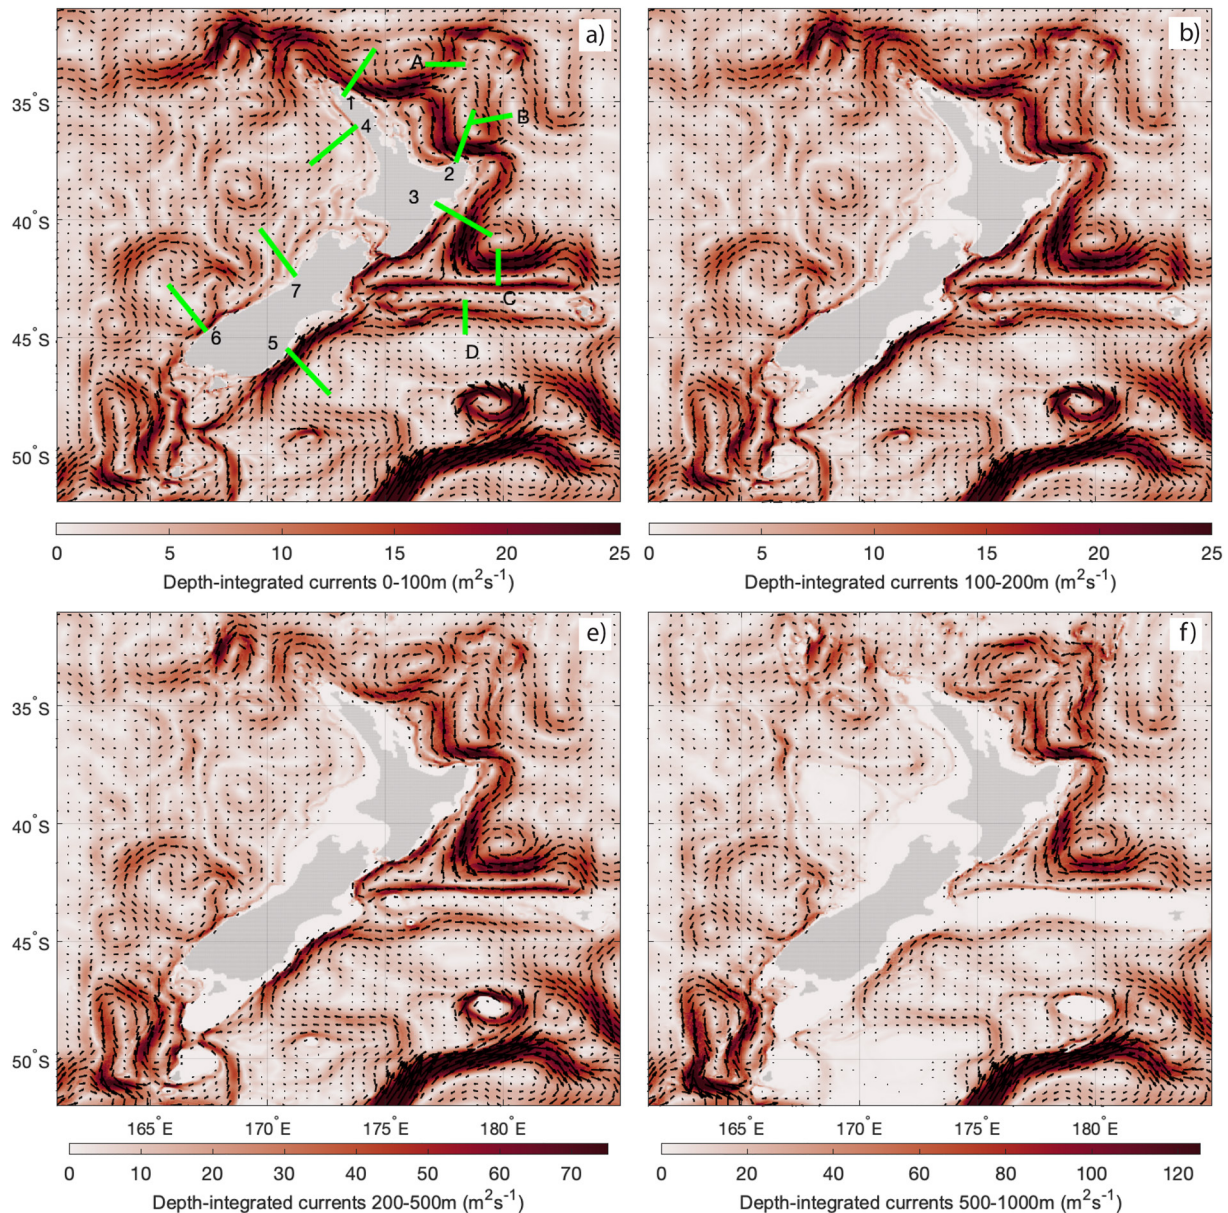 a)
A
1
B
4
2
3
C
7
D
6
5
35°S
40°S
45°S
50°S
0 5 10 15 20 25
Depth-integrated currents 0-100m (m²s⁻¹)
b)
0 5 10 15 20 25
Depth-integrated currents 100-200m (m²s⁻¹)
e)
35°S
40°S
45°S
50°S
165°E 170°E 175°E 180°E
0 10 20 30 40 50 60 70
Depth-integrated currents 200-500m (m²s⁻¹)
f)
165°E 170°E 175°E 180°E
0 20 40 60 80 100 120
Depth-integrated currents 500-1000m (m²s⁻¹)